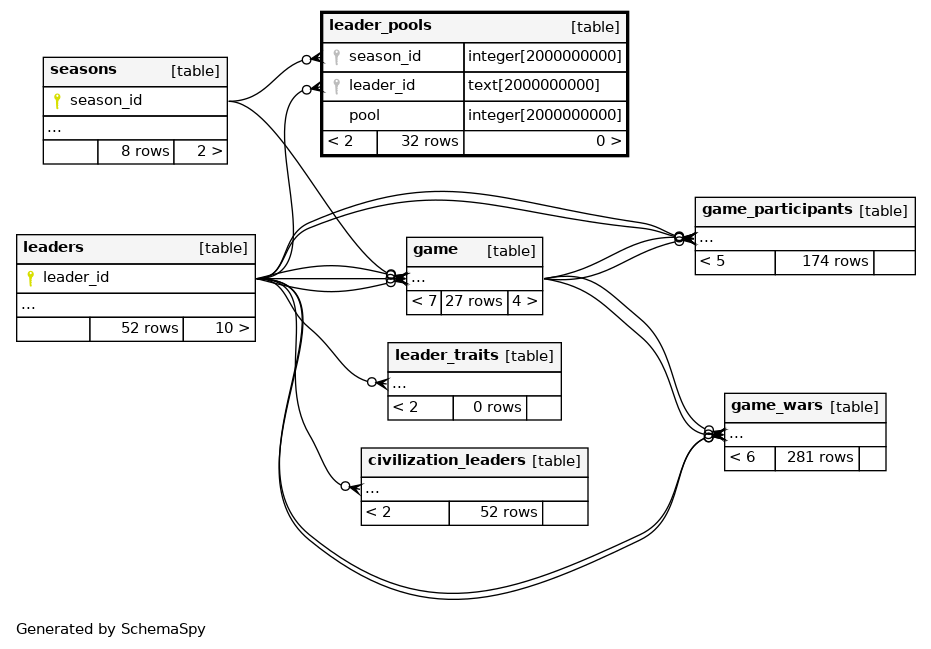 leader_pools [table]
season_id integer[2000000000]
leader_id text[2000000000]
pool integer[2000000000]
< 2 32 rows 0 >
seasons [table]
season_id
...
8 rows 2 >
game_participants [table]
...
< 5 174 rows
leaders [table]
leader_id
...
52 rows 10 >
game [table]
...
< 7 27 rows 4 >
leader_traits [table]
...
< 2 0 rows
game_wars [table]
...
< 6 281 rows
civilization_leaders [table]
...
< 2 52 rows
Generated by SchemaSpy